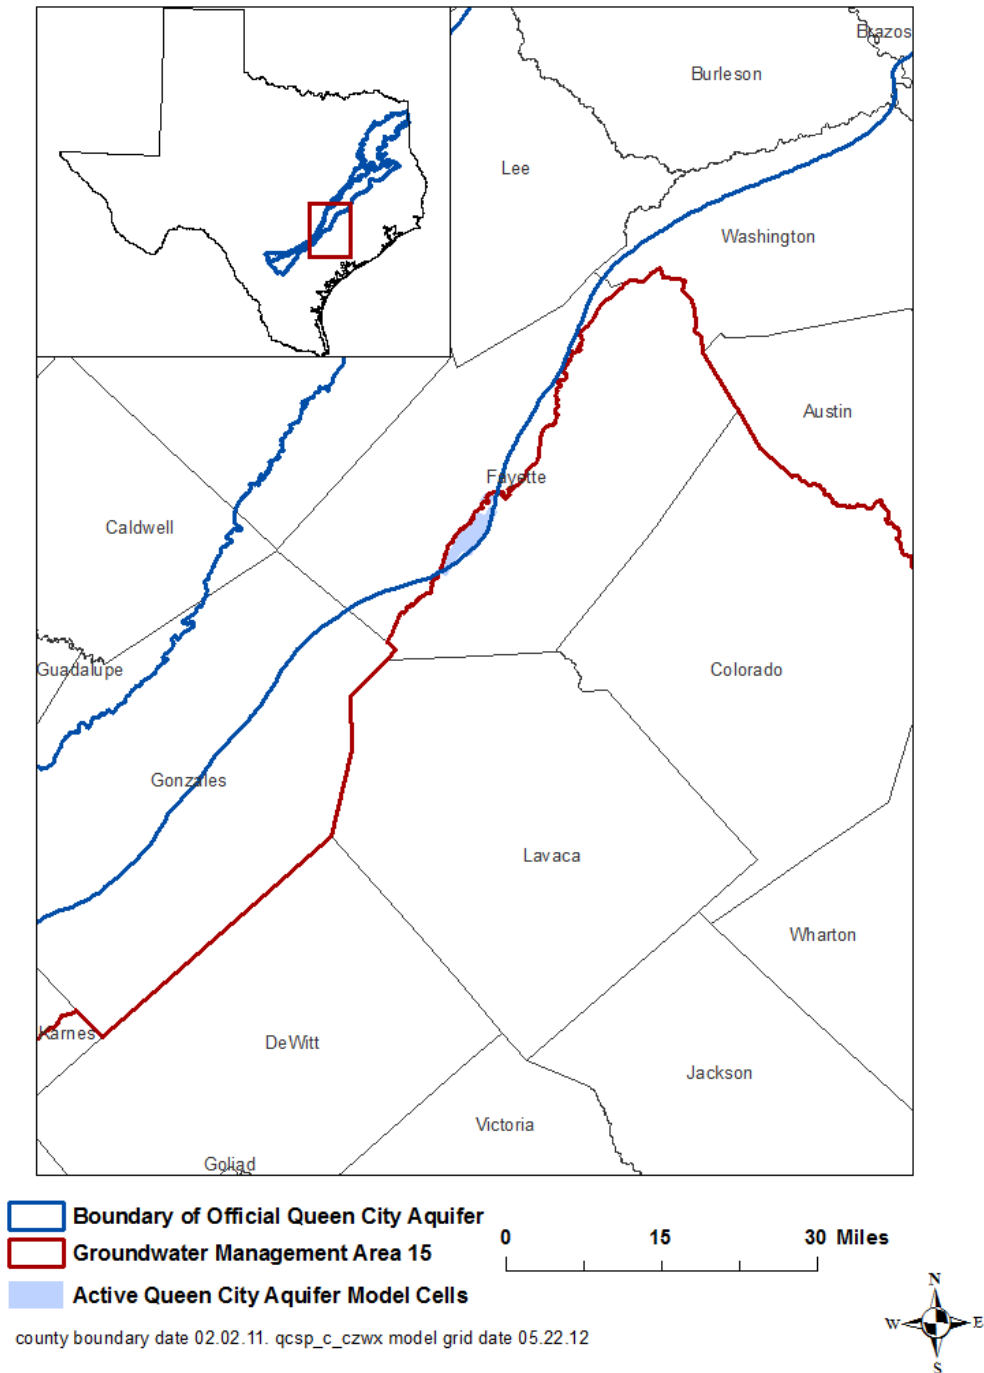 Brazos
Burleson
Lee
Washington
Austin
Fayette
Caldwell
Guadalupe
Colorado
Gonzales
Lavaca
Wharton
Karnes
DeWitt
Jackson
Victoria
Goliad
Boundary of Official Queen City Aquifer
Groundwater Management Area 15
Active Queen City Aquifer Model Cells
0 15 30 Miles
county boundary date 02.02.11. qcsp_c_czwx model grid date 05.22.12
N
W E
S